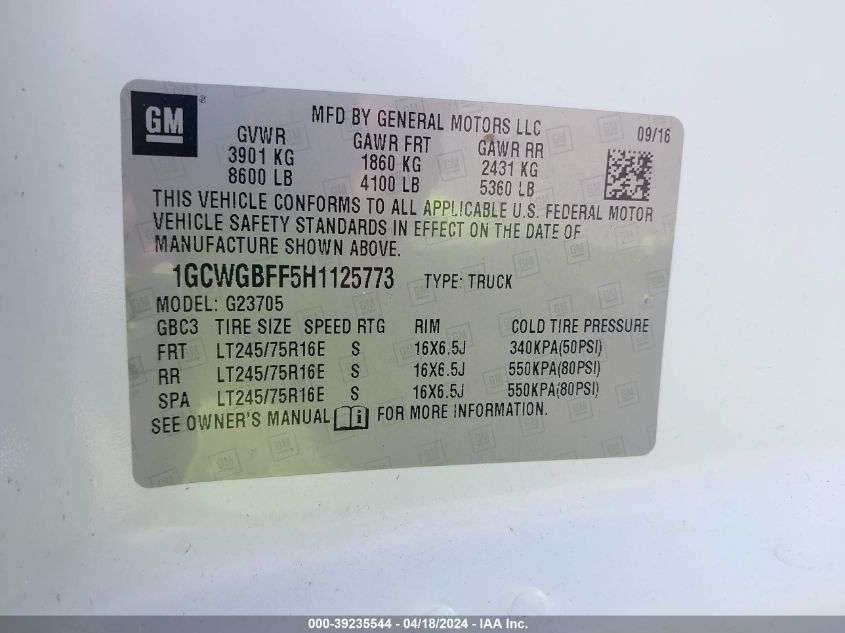 GM
MFD BY GENERAL MOTORS LLC 09/16
GVWR GAWR FRT GAWR RR
3901 KG 1860 KG 2431 KG
8600 LB 4100 LB 5360 LB
THIS VEHICLE CONFORMS TO ALL APPLICABLE U.S. FEDERAL MOTOR
VEHICLE SAFETY STANDARDS IN EFFECT ON THE DATE OF
MANUFACTURE SHOWN ABOVE.
1GCWGBFF5H1125773 TYPE: TRUCK
MODEL: G23705
GBC3 TIRE SIZE SPEED RTG RIM COLD TIRE PRESSURE
FRT LT245/75R16E S 16X6.5J 340KPA(50PSI)
RR LT245/75R16E S 16X6.5J 550KPA(80PSI)
SPA LT245/75R16E S 16X6.5J 550KPA(80PSI)
SEE OWNER'S MANUAL i FOR MORE INFORMATION.
000-39235544 - 04/18/2024 - IAA Inc.